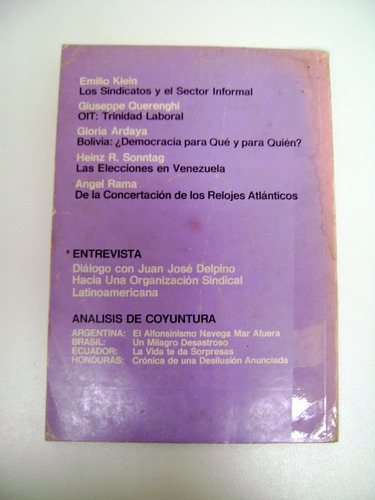 Emilio Klein
Los Sindicatos y el Sector Informal
Giuseppe Querenghi
OIT: Trinidad Laboral
Gloria Ardaya
Bolivia: ¿Democracia para Qué y para Quién?
Heinz R. Sonntag
Las Elecciones en Venezuela
Angel Rama
De la Concertación de los Relojes Atlánticos
* ENTREVISTA
Diálogo con Juan José Delpino
Hacia Una Organización Sindical
Latinoamericana
ANALISIS DE COYUNTURA
ARGENTINA: El Alfonsinismo Navega Mar Afuera
BRASIL: Un Milagro Desastroso
ECUADOR: La Vida te da Sorpresas
HONDURAS: Crónica de una Desilusión Anunciada